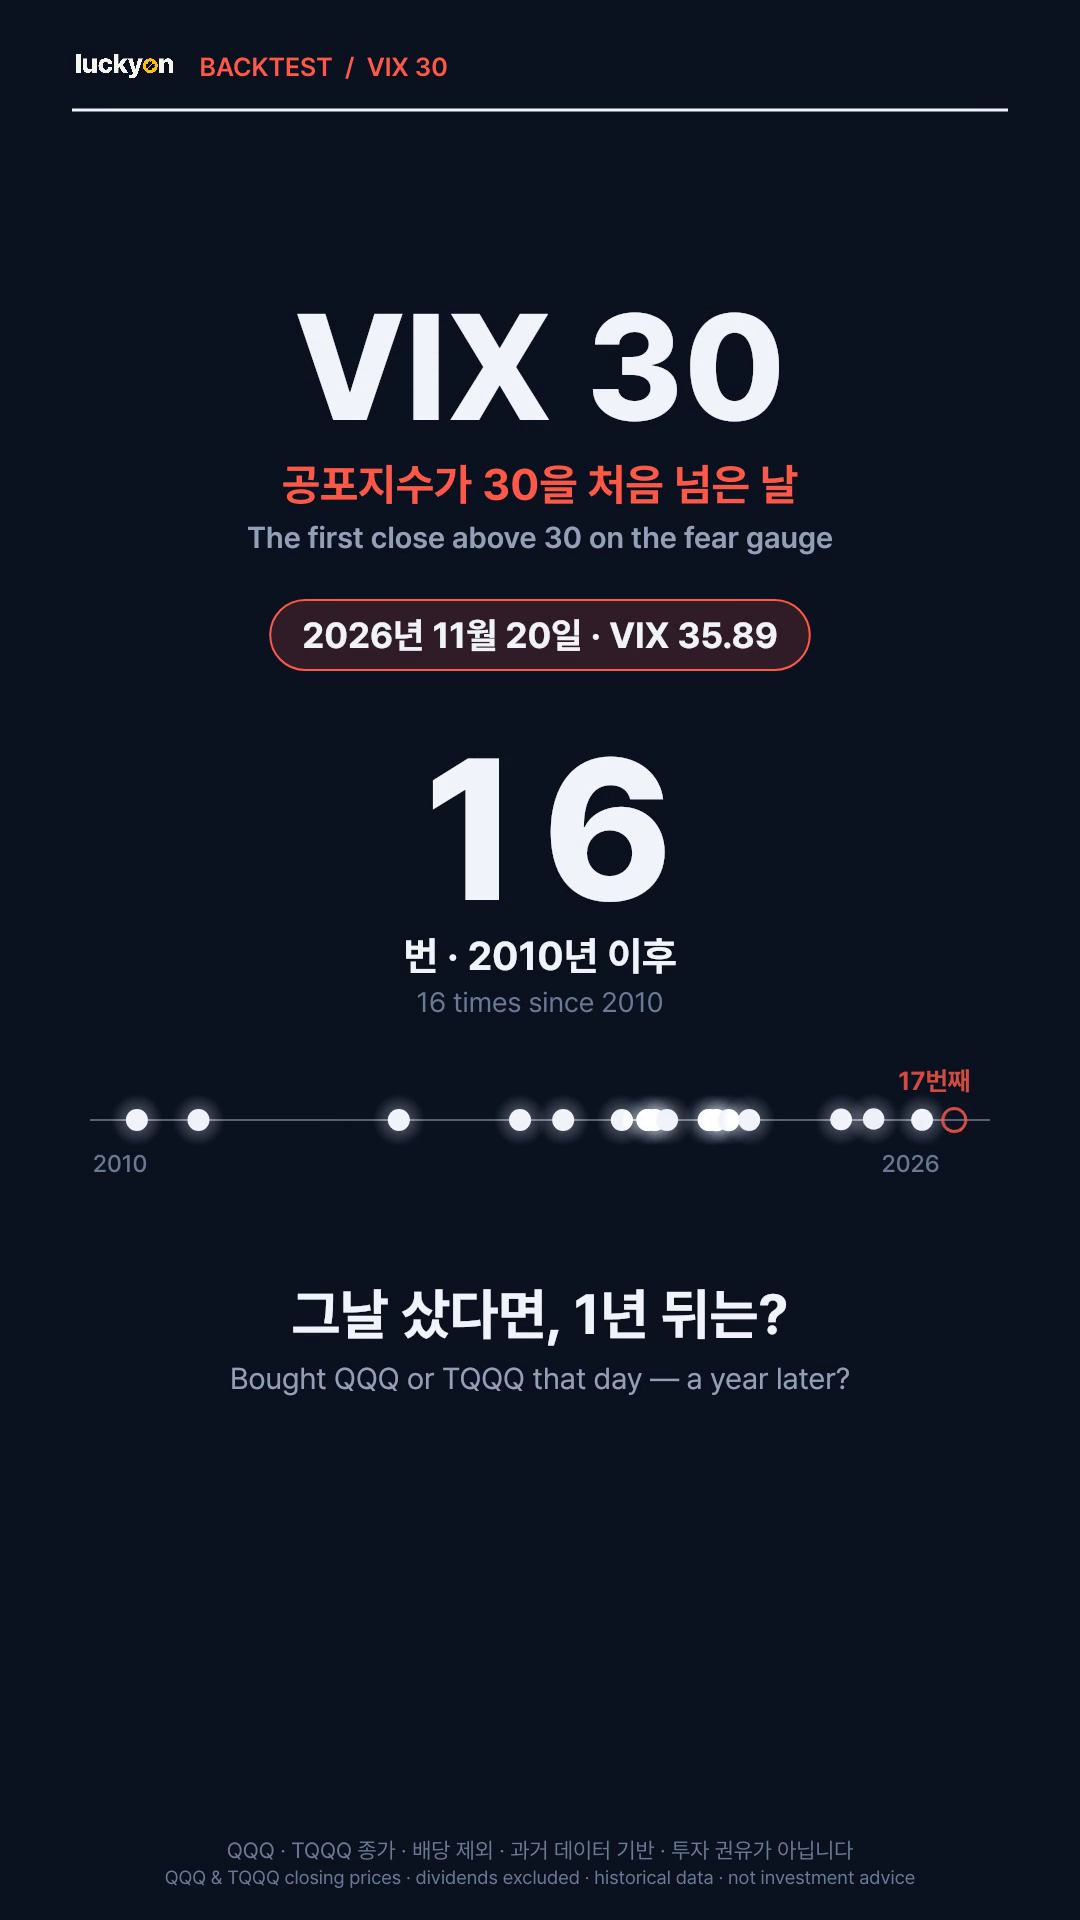 luckyon BACKTEST / VIX 30
VIX 30
공포지수가 30을 처음 넘은 날
The first close above 30 on the fear gauge
2026년 11월 20일 · VIX 35.89
16
번 · 2010년 이후
16 times since 2010
17번째
2010 2026
그날 샀다면, 1년 뒤는?
Bought QQQ or TQQQ that day — a year later?
QQQ · TQQQ 종가 · 배당 제외 · 과거 데이터 기반 · 투자 권유가 아닙니다
QQQ & TQQQ closing prices · dividends excluded · historical data · not investment advice